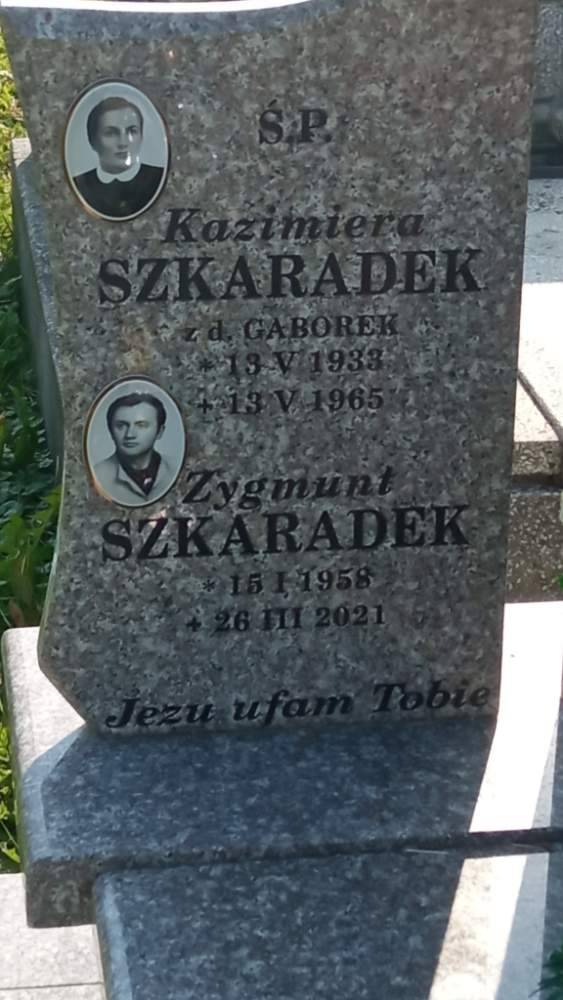 Ś.P.
Kazimiera
SZKARADEK
z d. GABOREK
* 13 V 1933
+ 13 V 1965
Zygmunt
SZKARADEK
* 15 I 1958
+ 26 III 2021
Jezu ufam Tobie